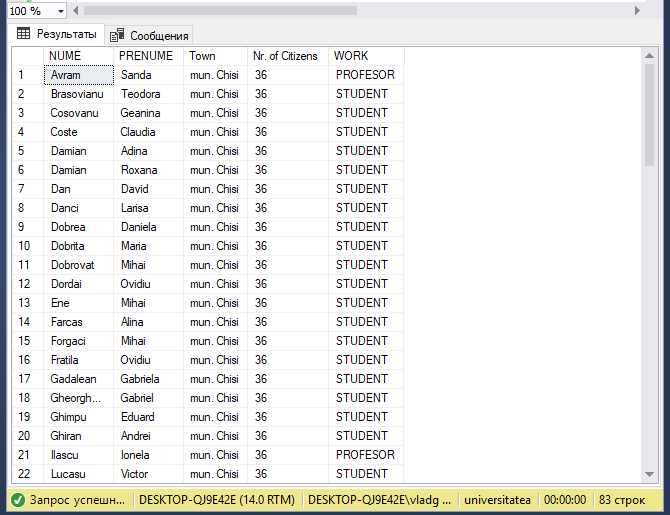 100 %
Результаты Сообщения
NUME PRENUME Town Nr. of Citizens WORK
1 Avram Sanda mun. Chisi 36 PROFESOR
2 Brasovianu Teodora mun. Chisi 36 STUDENT
3 Cosovanu Geanina mun. Chisi 36 STUDENT
4 Coste Claudia mun. Chisi 36 STUDENT
5 Damian Adina mun. Chisi 36 STUDENT
6 Damian Roxana mun. Chisi 36 STUDENT
7 Dan David mun. Chisi 36 STUDENT
8 Danci Larisa mun. Chisi 36 STUDENT
9 Dobrea Daniela mun. Chisi 36 STUDENT
10 Dobrita Maria mun. Chisi 36 STUDENT
11 Dobrovat Mihai mun. Chisi 36 STUDENT
12 Dordai Ovidiu mun. Chisi 36 STUDENT
13 Ene Mihai mun. Chisi 36 STUDENT
14 Farcas Alina mun. Chisi 36 STUDENT
15 Forgaci Mihai mun. Chisi 36 STUDENT
16 Fratila Ovidiu mun. Chisi 36 STUDENT
17 Gadalean Gabriela mun. Chisi 36 STUDENT
18 Gheorgh... Gabriel mun. Chisi 36 STUDENT
19 Ghimpu Eduard mun. Chisi 36 STUDENT
20 Ghiran Andrei mun. Chisi 36 STUDENT
21 Ilascu Ionela mun. Chisi 36 PROFESOR
22 Lucasu Victor mun. Chisi 36 STUDENT
Запрос успешн... DESKTOP-QJ9E42E (14.0 RTM) DESKTOP-QJ9E42E\vladg ... universitatea 00:00:00 83 строк